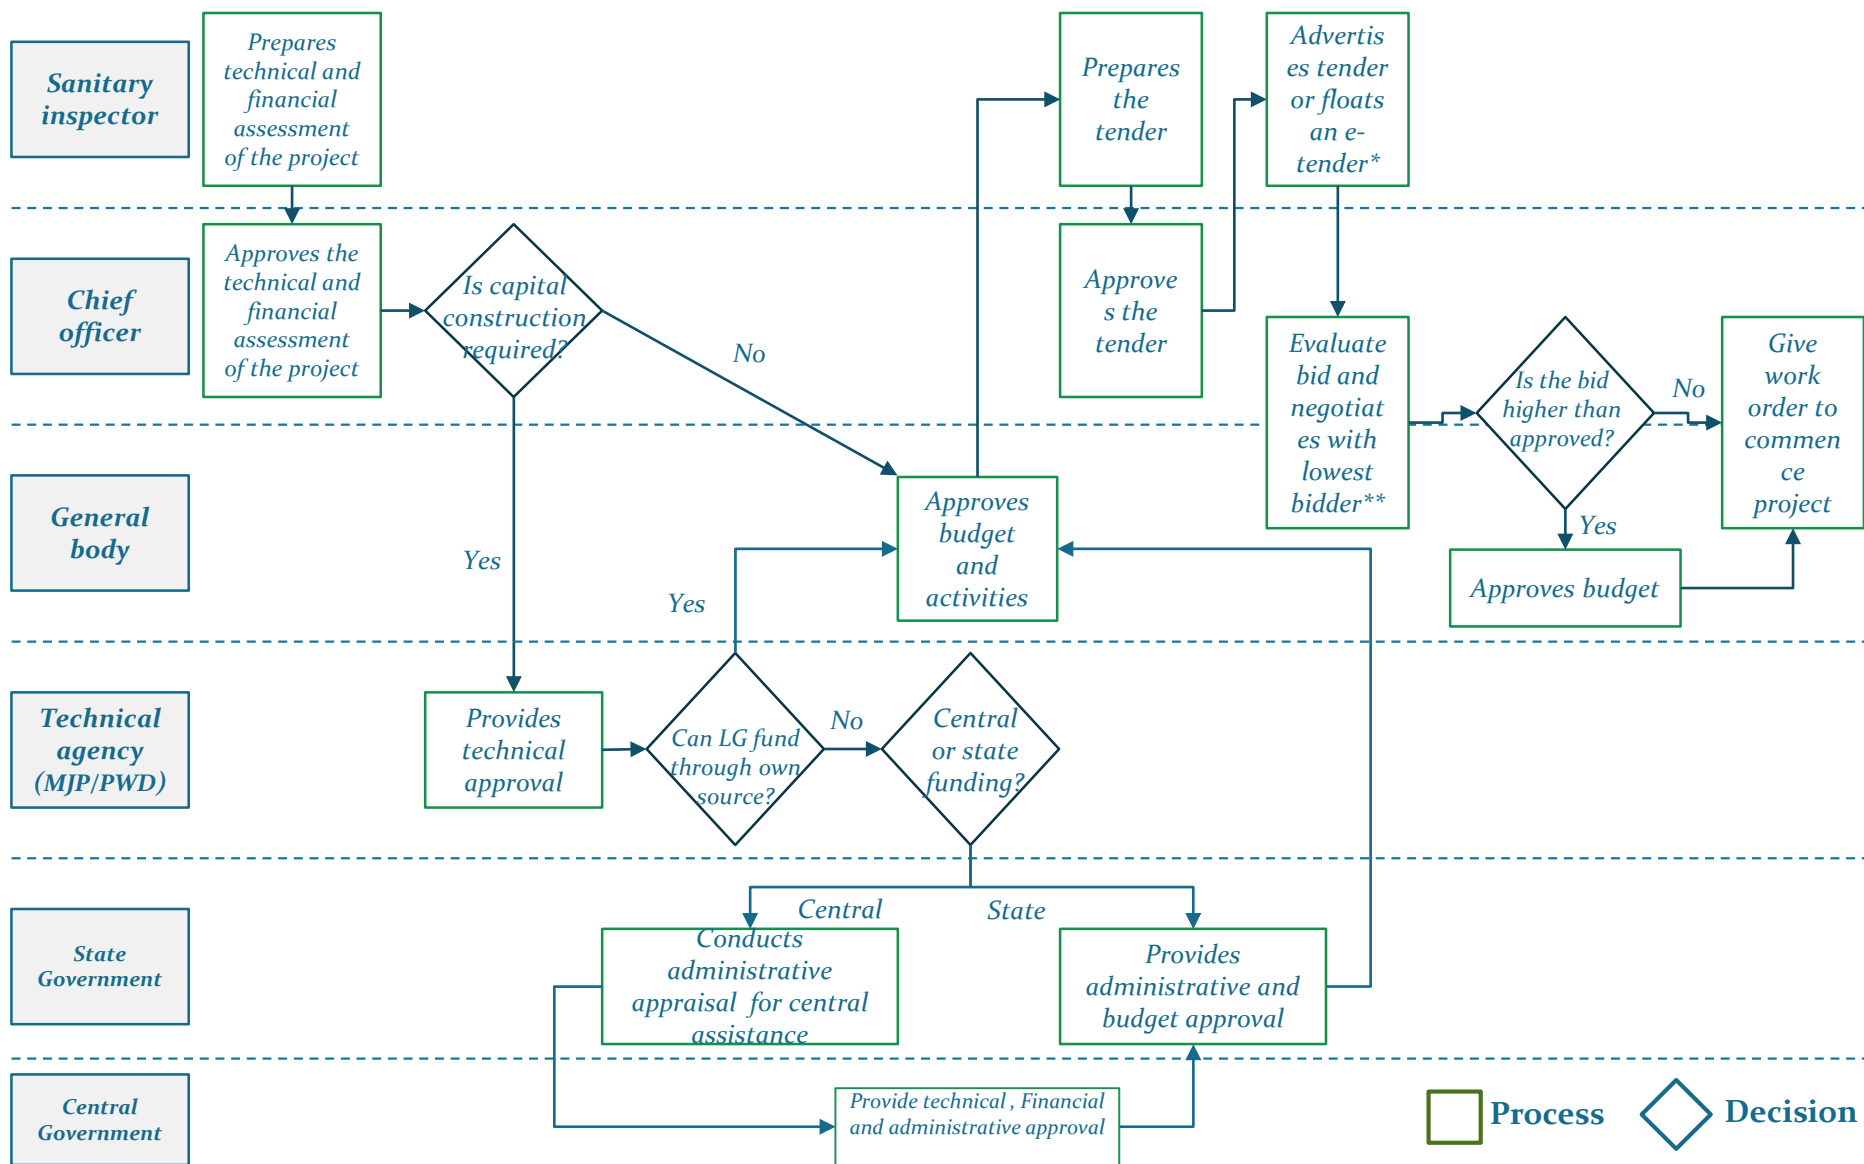 Sanitary
inspector
Prepares
technical and
financial
assessment
of the project
Prepares
the
tender
Advertis
es tender
or floats
an e-
tender*
Chief
officer
Approves the
technical and
financial
assessment
of the project
Is capital
construction
required?
No
Approve
s the
tender
Evaluate
bid and
negotiat
es with
lowest
bidder**
Is the bid
higher than
approved?
No
Give
work
order to
commen
ce
project
General
body
Yes
Yes
Approves
budget
and
activities
Yes
Approves budget
Technical
agency
(MJP/PWD)
Provides
technical
approval
Can LG fund
through own
source?
No
Central
or state
funding?
State
Government
Central
State
Conducts
administrative
appraisal for central
assistance
Provides
administrative and
budget approval
Central
Government
Provide technical , Financial
and administrative approval
Process
Decision